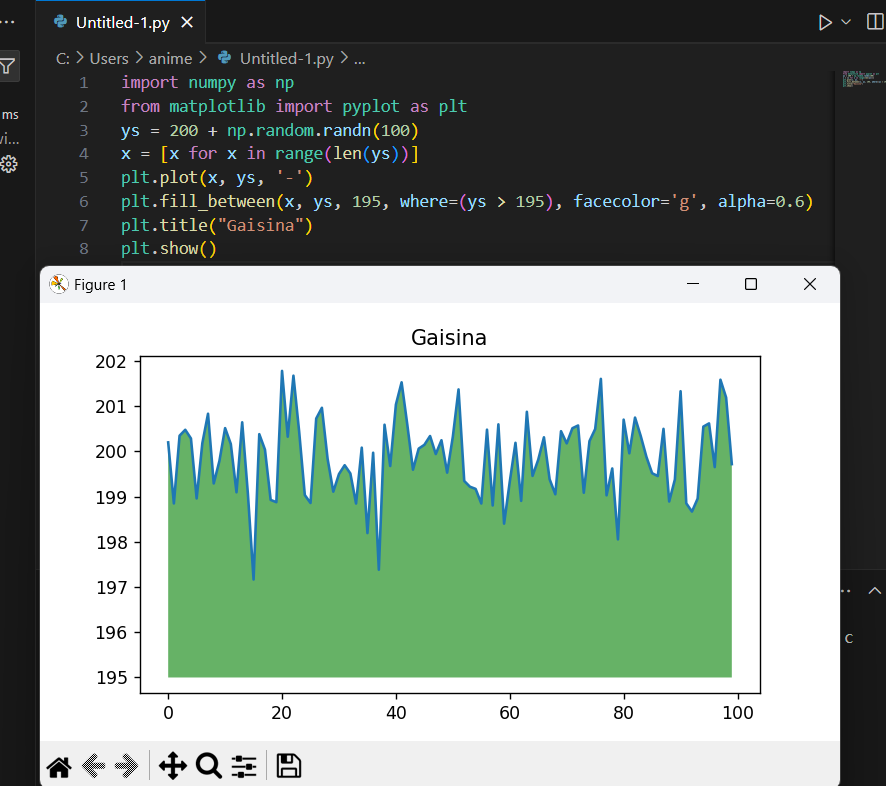 Untitled-1.py
C: > Users > anime > Untitled-1.py > ...
ms
1 import numpy as np
2 from matplotlib import pyplot as plt
3 ys = 200 + np.random.randn(100)
4 x = [x for x in range(len(ys))]
5 plt.plot(x, ys, '-')
6 plt.fill_between(x, ys, 195, where=(ys > 195), facecolor='g', alpha=0.6)
7 plt.title("Gaisina")
8 plt.show()
Figure 1
Gaisina
202
201
200
199
198
197
196
195
0 20 40 60 80 100
c